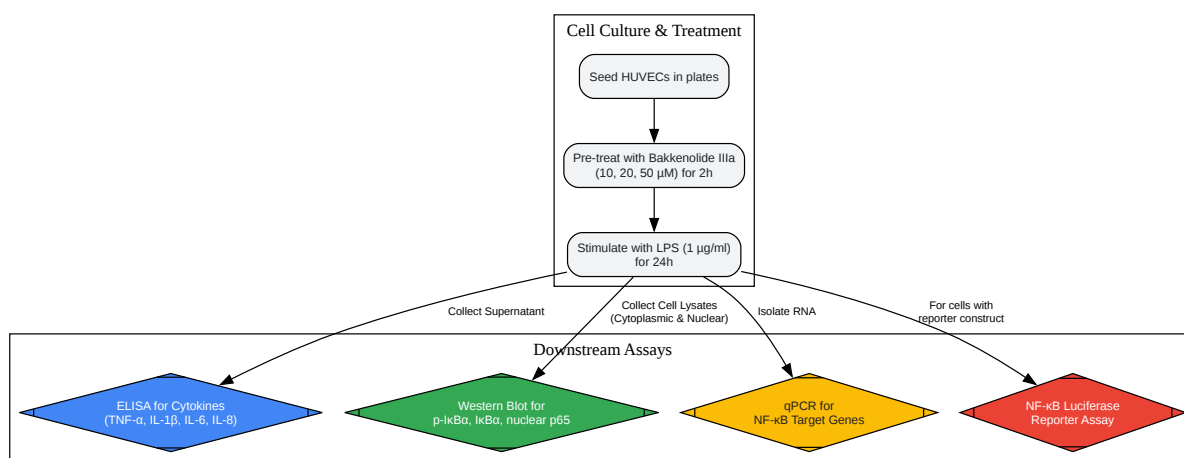 Cell Culture & Treatment
Seed HUVECs in plates
Pre-treat with Bakkenolide IIIa
(10, 20, 50 µM) for 2h
Stimulate with LPS (1 µg/ml)
for 24h
Collect Supernatant
Collect Cell Lysates
(Cytoplasmic & Nuclear)
Isolate RNA
For cells with
reporter construct
Downstream Assays
ELISA for Cytokines
(TNF-α, IL-1β, IL-6, IL-8)
Western Blot for
p-IκBα, IκBα, nuclear p65
qPCR for
NF-κB Target Genes
NF-κB Luciferase
Reporter Assay